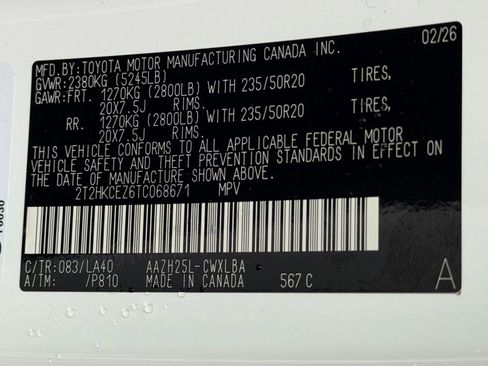 MFD.BY: TOYOTA MOTOR MANUFACTURING CANADA INC. 02/26
GVWR: 2380KG (5245LB)
GAWR: FRT. 1270KG (2800LB) WITH 235/50R20 TIRES,
20X7.5J RIMS.
RR. 1270KG (2800LB) WITH 235/50R20 TIRES,
20X7.5J RIMS.
THIS VEHICLE CONFORMS TO ALL APPLICABLE FEDERAL MOTOR
VEHICLE SAFETY AND THEFT PREVENTION STANDARDS IN EFFECT ON
THE DATE OF MANUFACTURE SHOWN ABOVE.
2T2HKCEZ6TC068671 MPV
C/TR: 083/LA40 AAZH25L-CWXLBA
A/TM: /P810 MADE IN CANADA 567 C A